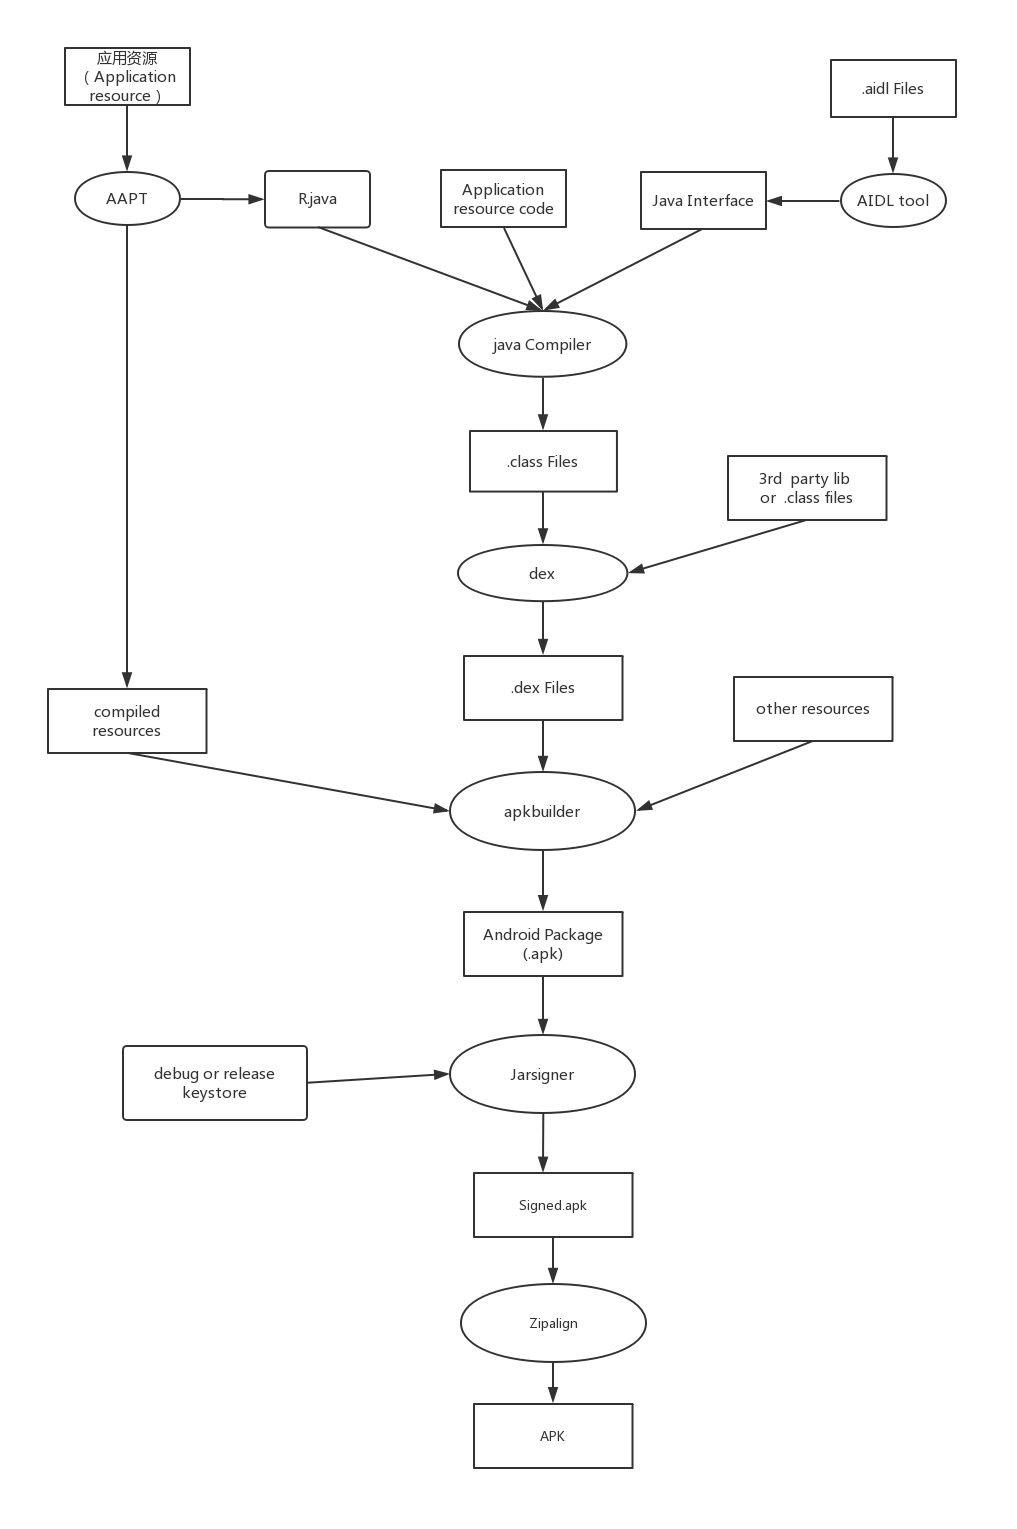 应用资源
（Application
resource）
.aidl Files
AAPT
R.java
Application
resource code
Java Interface
AIDL tool
java Compiler
.class Files
3rd  party lib
or  .class files
dex
.dex Files
compiled
resources
other resources
apkbuilder
Android Package
(.apk)
debug or release
keystore
Jarsigner
Signed.apk
Zipalign
APK